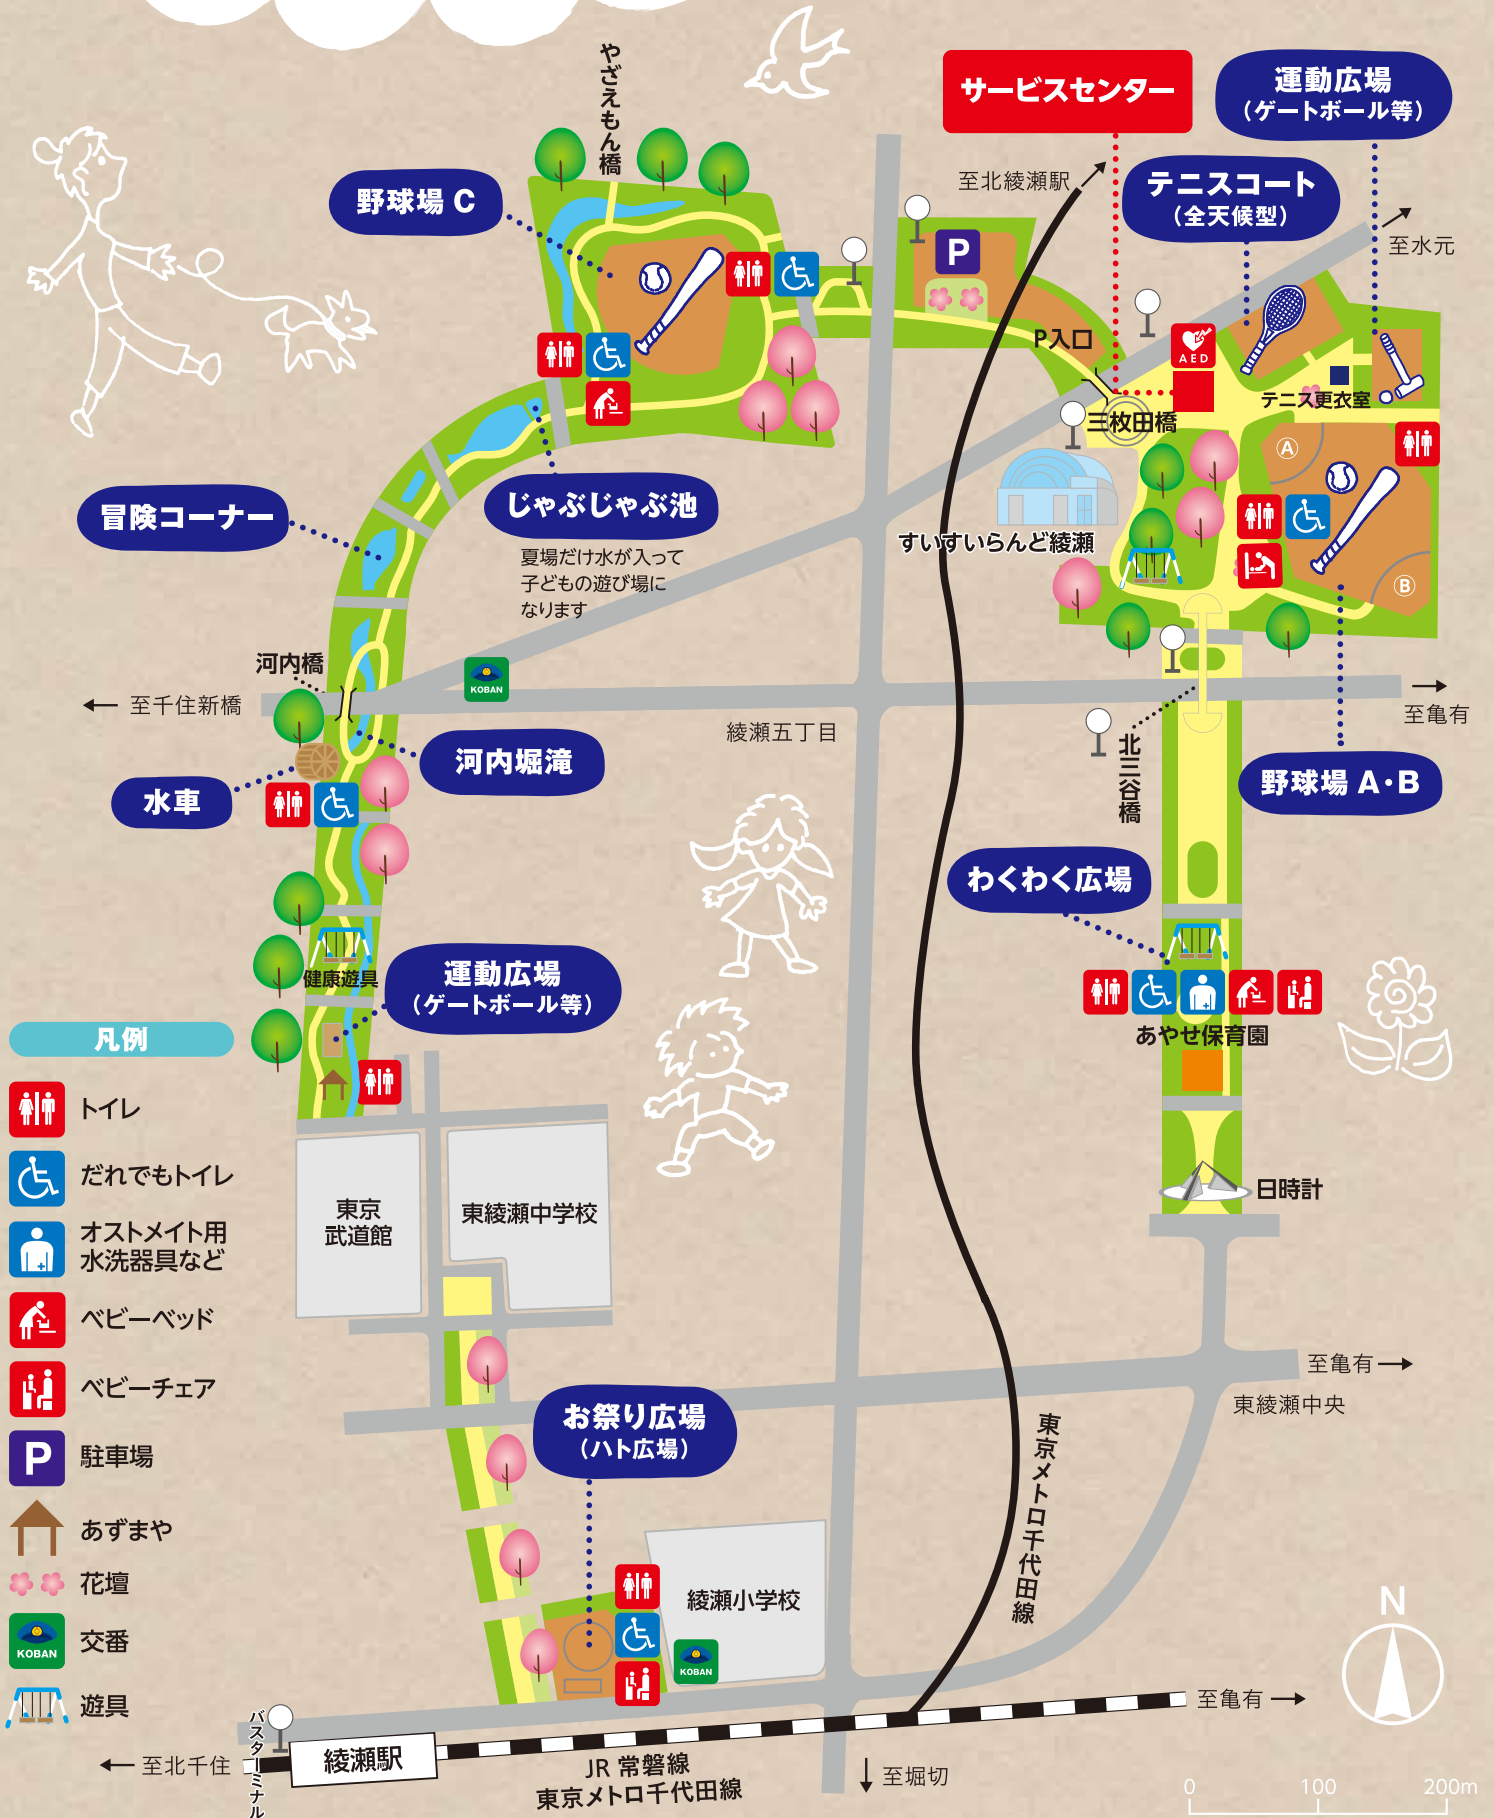 やざえもん橋
サービスセンター
運動広場
（ゲートボール等）
至北綾瀬駅
テニスコート
（全天候型）
至水元
野球場 C
P
P入口
AED
テニス更衣室
三枚田橋
A
B
冒険コーナー
じゃぶじゃぶ池
夏場だけ水が入って
子どもの遊び場に
なります
すいすいらんど綾瀬
河内橋
KOBAN
至千住新橋
綾瀬五丁目
至亀有
河内堀滝
水車
北三谷橋
野球場 A・B
わくわく広場
健康遊具
運動広場
（ゲートボール等）
あやせ保育園
凡例
トイレ
だれでもトイレ
オストメイト用
水洗器具など
ベビーベッド
ベビーチェア
P
駐車場
あずまや
花壇
KOBAN
交番
遊具
東京
武道館
東綾瀬中学校
日時計
至亀有
東綾瀬中央
お祭り広場
（ハト広場）
東京メトロ千代田線
綾瀬小学校
KOBAN
N
バスターミナル
至北千住
綾瀬駅
JR 常磐線
東京メトロ千代田線
至亀有
至堀切
0 100 200m